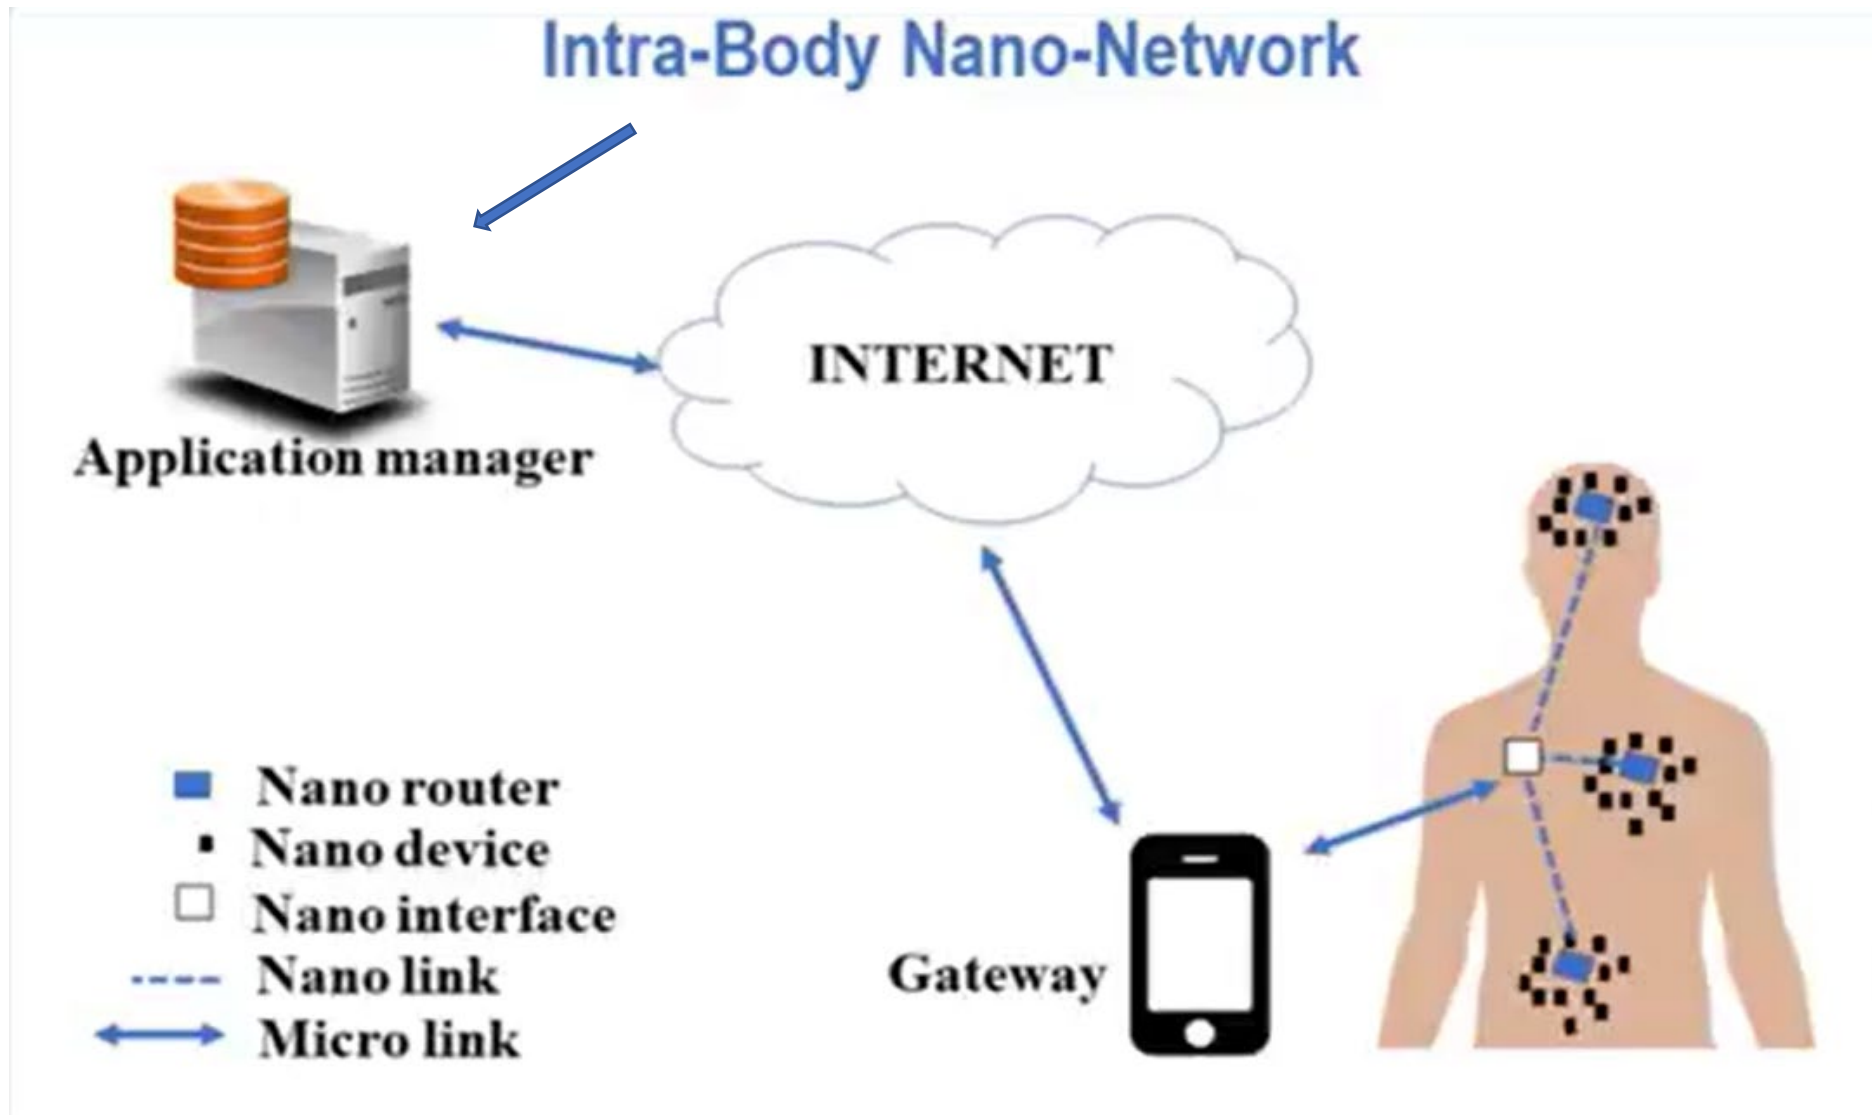 Intra-Body Nano-Network
INTERNET
Application manager
Nano router
Nano device
Nano interface
Nano link
Micro link
Gateway